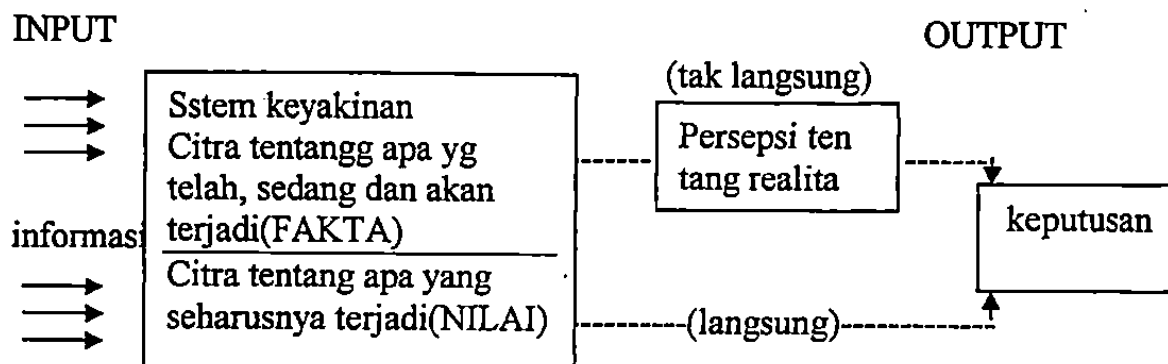 INPUT
OUTPUT
(tak langsung)
Sstem keyakinan
Citra tentangg apa yg
telah, sedang dan akan
terjadi(FAKTA)
Citra tentang apa yang
seharusnya terjadi(NILAI)
informasi
Persepsi ten
tang realita
keputusan
(langsung)